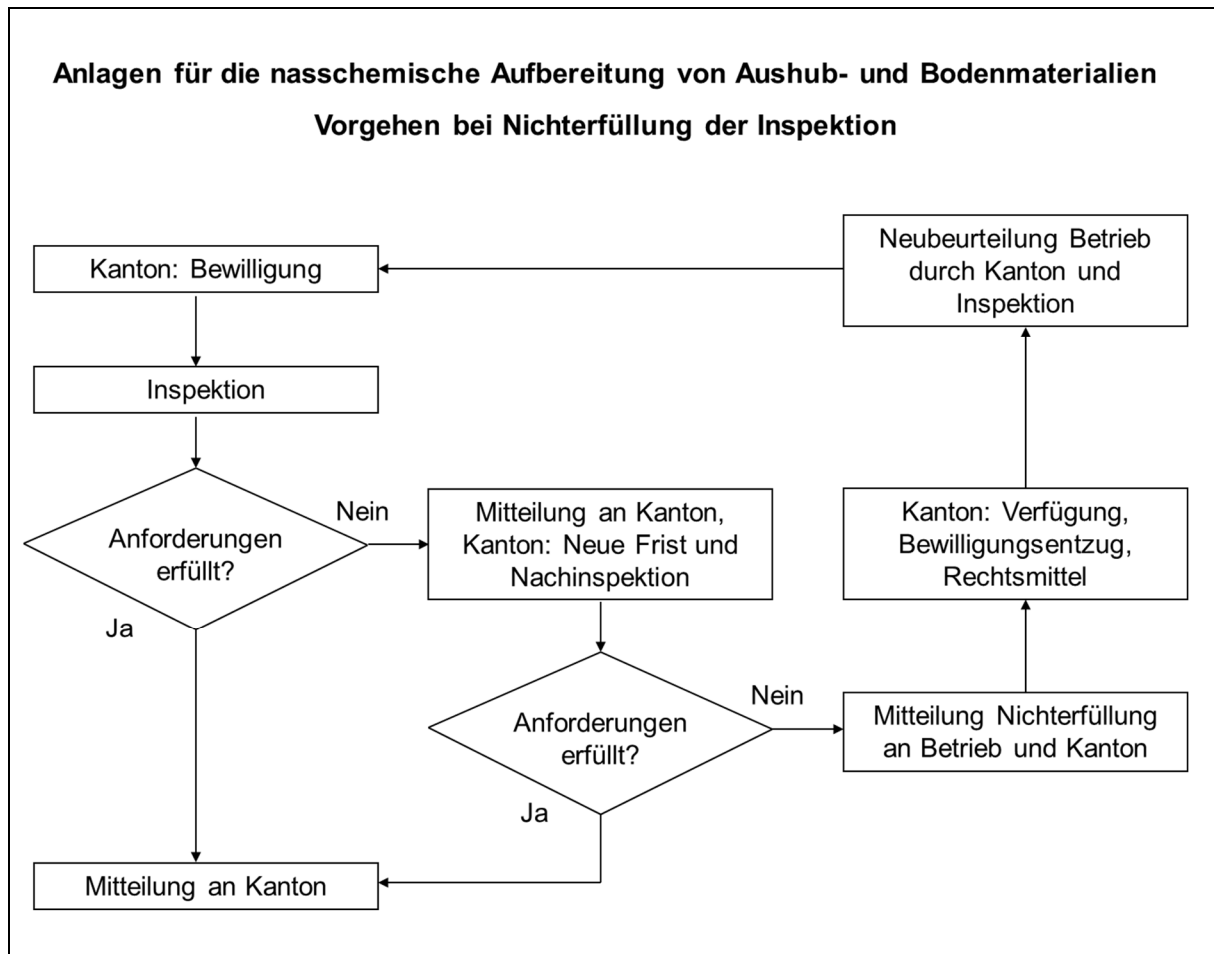 Anlagen für die nasschemische Aufbereitung von Aushub- und Bodenmaterialien
Vorgehen bei Nichterfüllung der Inspektion
Neubeurteilung Betrieb
durch Kanton und
Inspektion
Kanton: Bewilligung
Inspektion
Anforderungen
erfüllt?
Nein
Ja
Mitteilung an Kanton,
Kanton: Neue Frist und
Nachinspektion
Kanton: Verfügung,
Bewilligungsentzug,
Rechtsmittel
Anforderungen
erfüllt?
Nein
Ja
Mitteilung Nichterfüllung
an Betrieb und Kanton
Mitteilung an Kanton